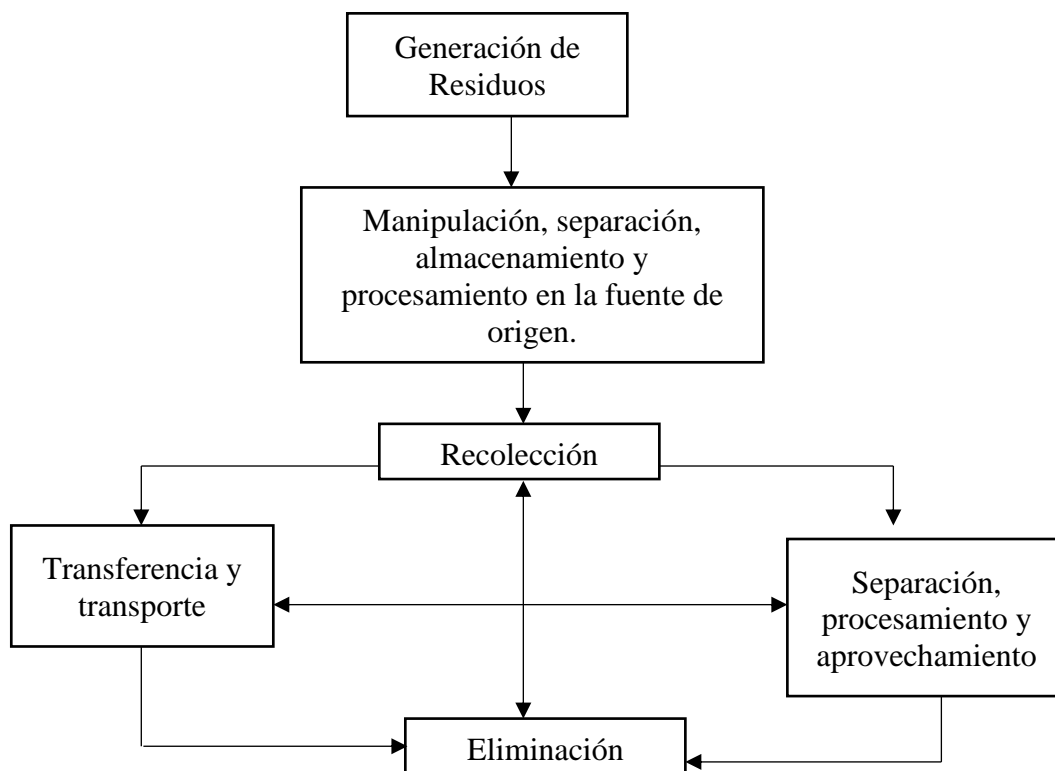 Generación de
Residuos
Manipulación, separación,
almacenamiento y
procesamiento en la fuente de
origen.
Recolección
Transferencia y
transporte
Separación,
procesamiento y
aprovechamiento
Eliminación